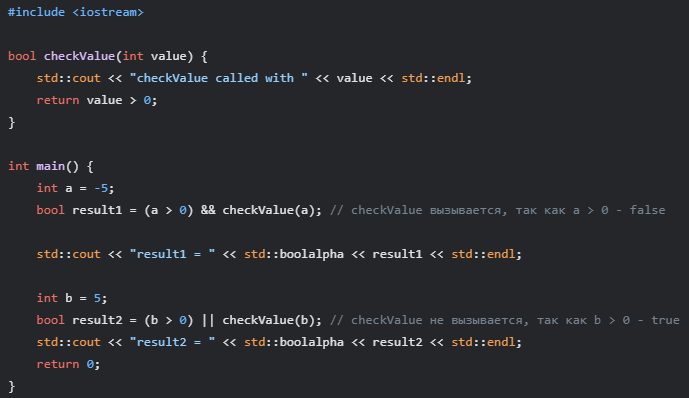 #include <iostream>

bool checkValue(int value) {
    std::cout << "checkValue called with " << value << std::endl;
    return value > 0;
}

int main() {
    int a = -5;
    bool result1 = (a > 0) && checkValue(a); // checkValue вызывается, так как a > 0 - false

    std::cout << "result1 = " << std::boolalpha << result1 << std::endl;

    int b = 5;
    bool result2 = (b > 0) || checkValue(b); // checkValue не вызывается, так как b > 0 - true
    std::cout << "result2 = " << std::boolalpha << result2 << std::endl;
    return 0;
}